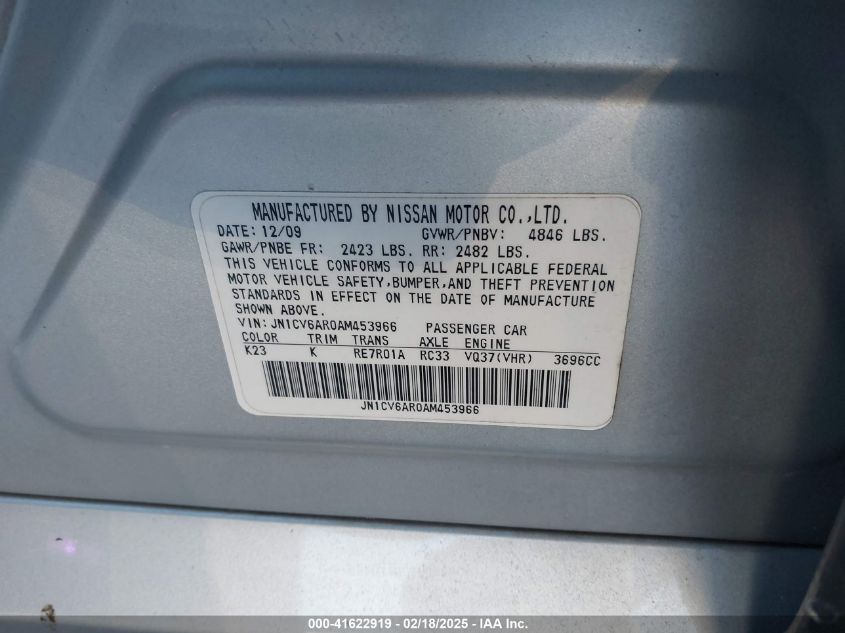 MANUFACTURED BY NISSAN MOTOR CO.,LTD.
DATE: 12/09 GVWR/PNBV: 4846 LBS.
GAWR/PNBE FR: 2423 LBS. RR: 2482 LBS.
THIS VEHICLE CONFORMS TO ALL APPLICABLE FEDERAL
MOTOR VEHICLE SAFETY,BUMPER,AND THEFT PREVENTION
STANDARDS IN EFFECT ON THE DATE OF MANUFACTURE
SHOWN ABOVE.
VIN:JN1CV6AR0AM453966 PASSENGER CAR
COLOR TRIM TRANS AXLE ENGINE
K23 K RE7R01A RC33 VQ37(VHR) 3696CC
JN1CV6AR0AM453966
000-41622919 / 02/18/2025 - IAA Inc.